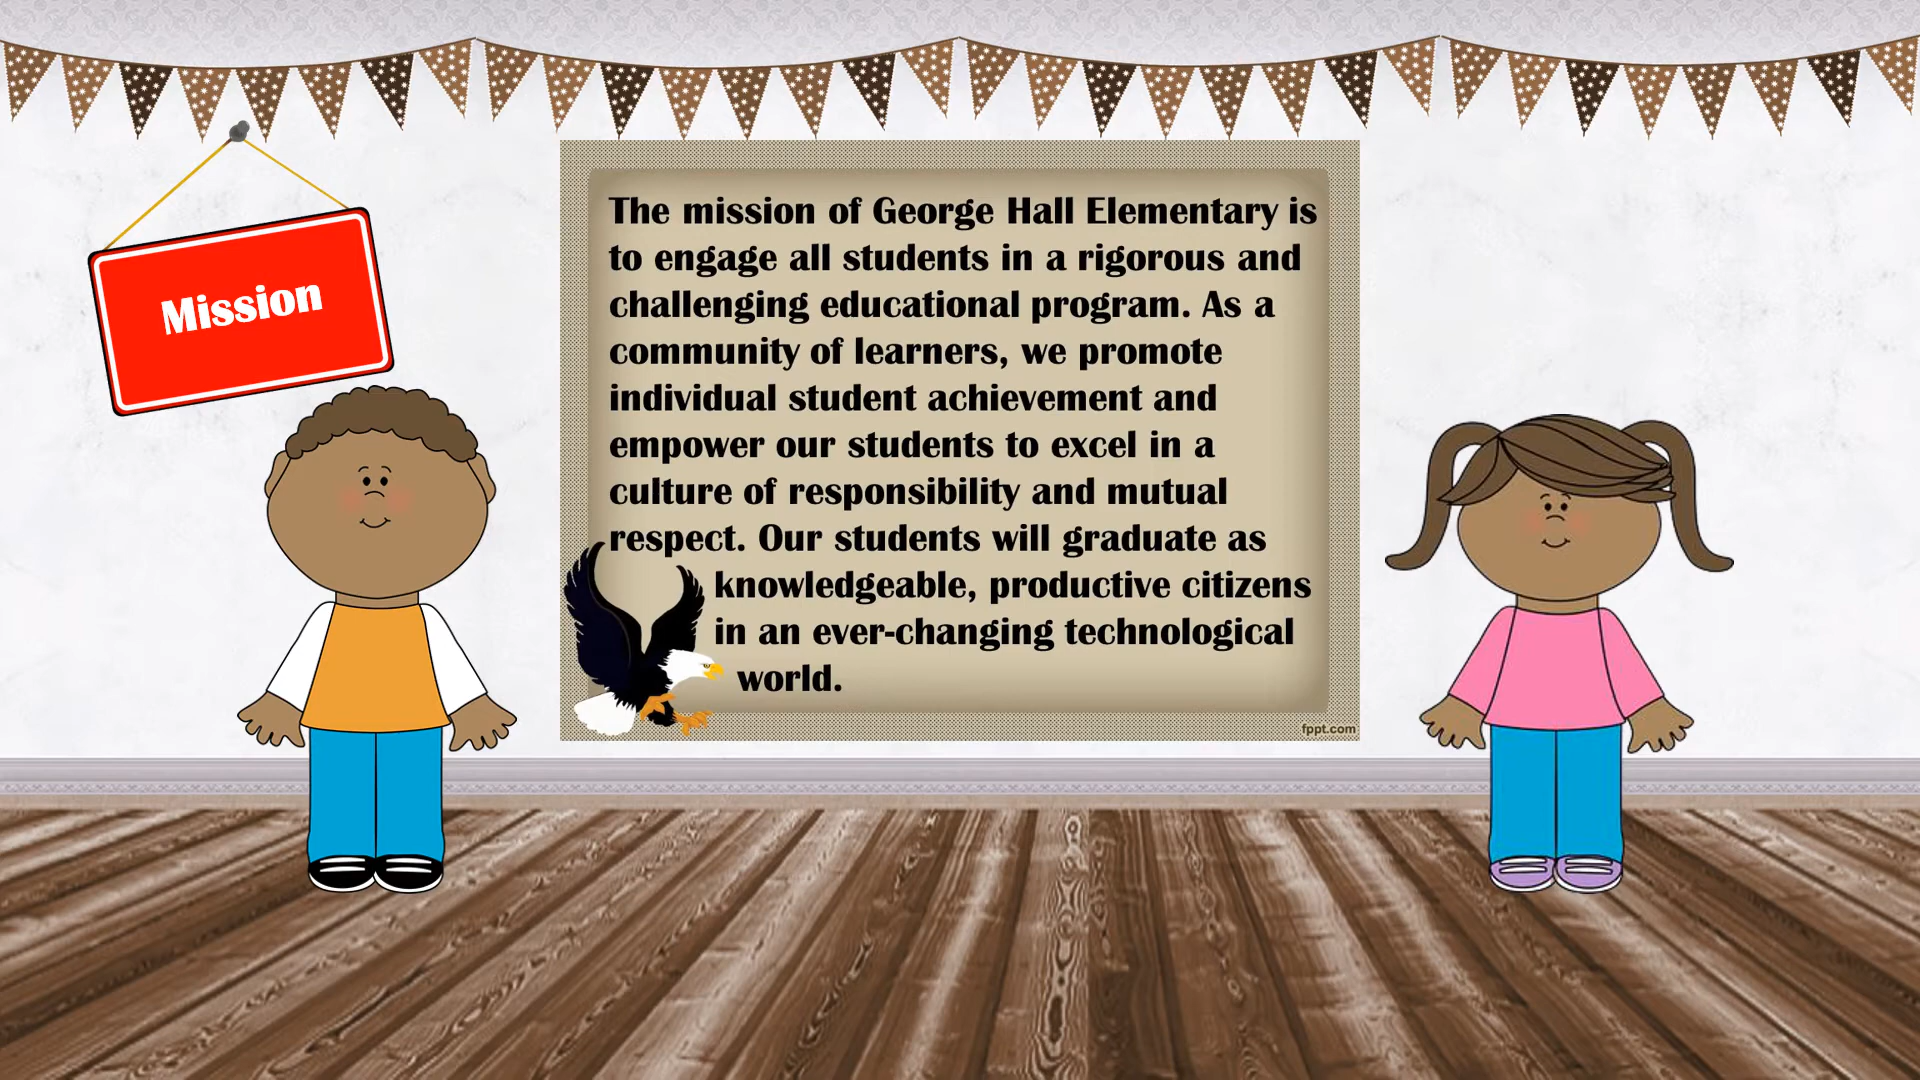 Mission
The mission of George Hall Elementary is
to engage all students in a rigorous and
challenging educational program. As a
community of learners, we promote
individual student achievement and
empower our students to excel in a
culture of responsibility and mutual
respect. Our students will graduate as
knowledgeable, productive citizens
in an ever-changing technological
world.
fppt.com